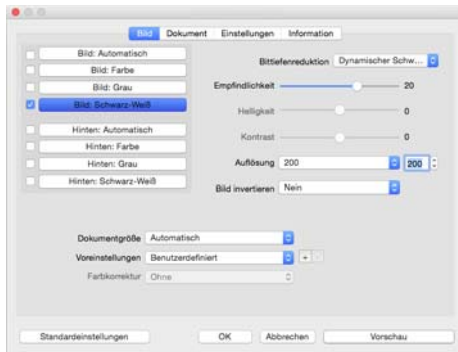 Bild Dokument Einstellungen Information
Bild: Automatisch
Bild: Farbe
Bild: Grau
Bild: Schwarz-Weiß
Hinten: Automatisch
Hinten: Farbe
Hinten: Grau
Hinten: Schwarz-Weiß
Bittiefenreduktion Dynamischer Schw...
Empfindlichkeit 20
Helligkeit 0
Kontrast 0
Auflösung 200 200
Bild invertieren Nein
Dokumentgröße Automatisch
Voreinstellungen Benutzerdefiniert +
Farbkorrektur Ohne
Standardeinstellungen OK Abbrechen Vorschau